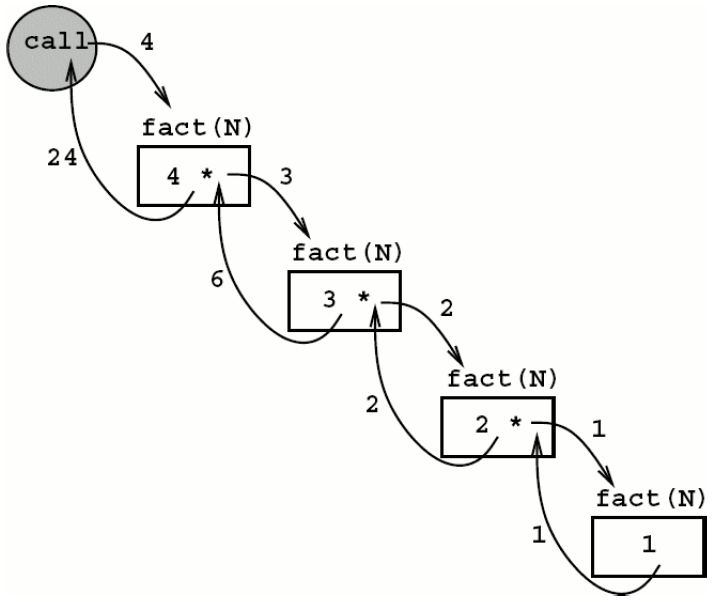 call 4
fact(N)
24
4 * 3
fact(N)
6
3 * 2
fact(N)
2
2 * 1
fact(N)
1
1